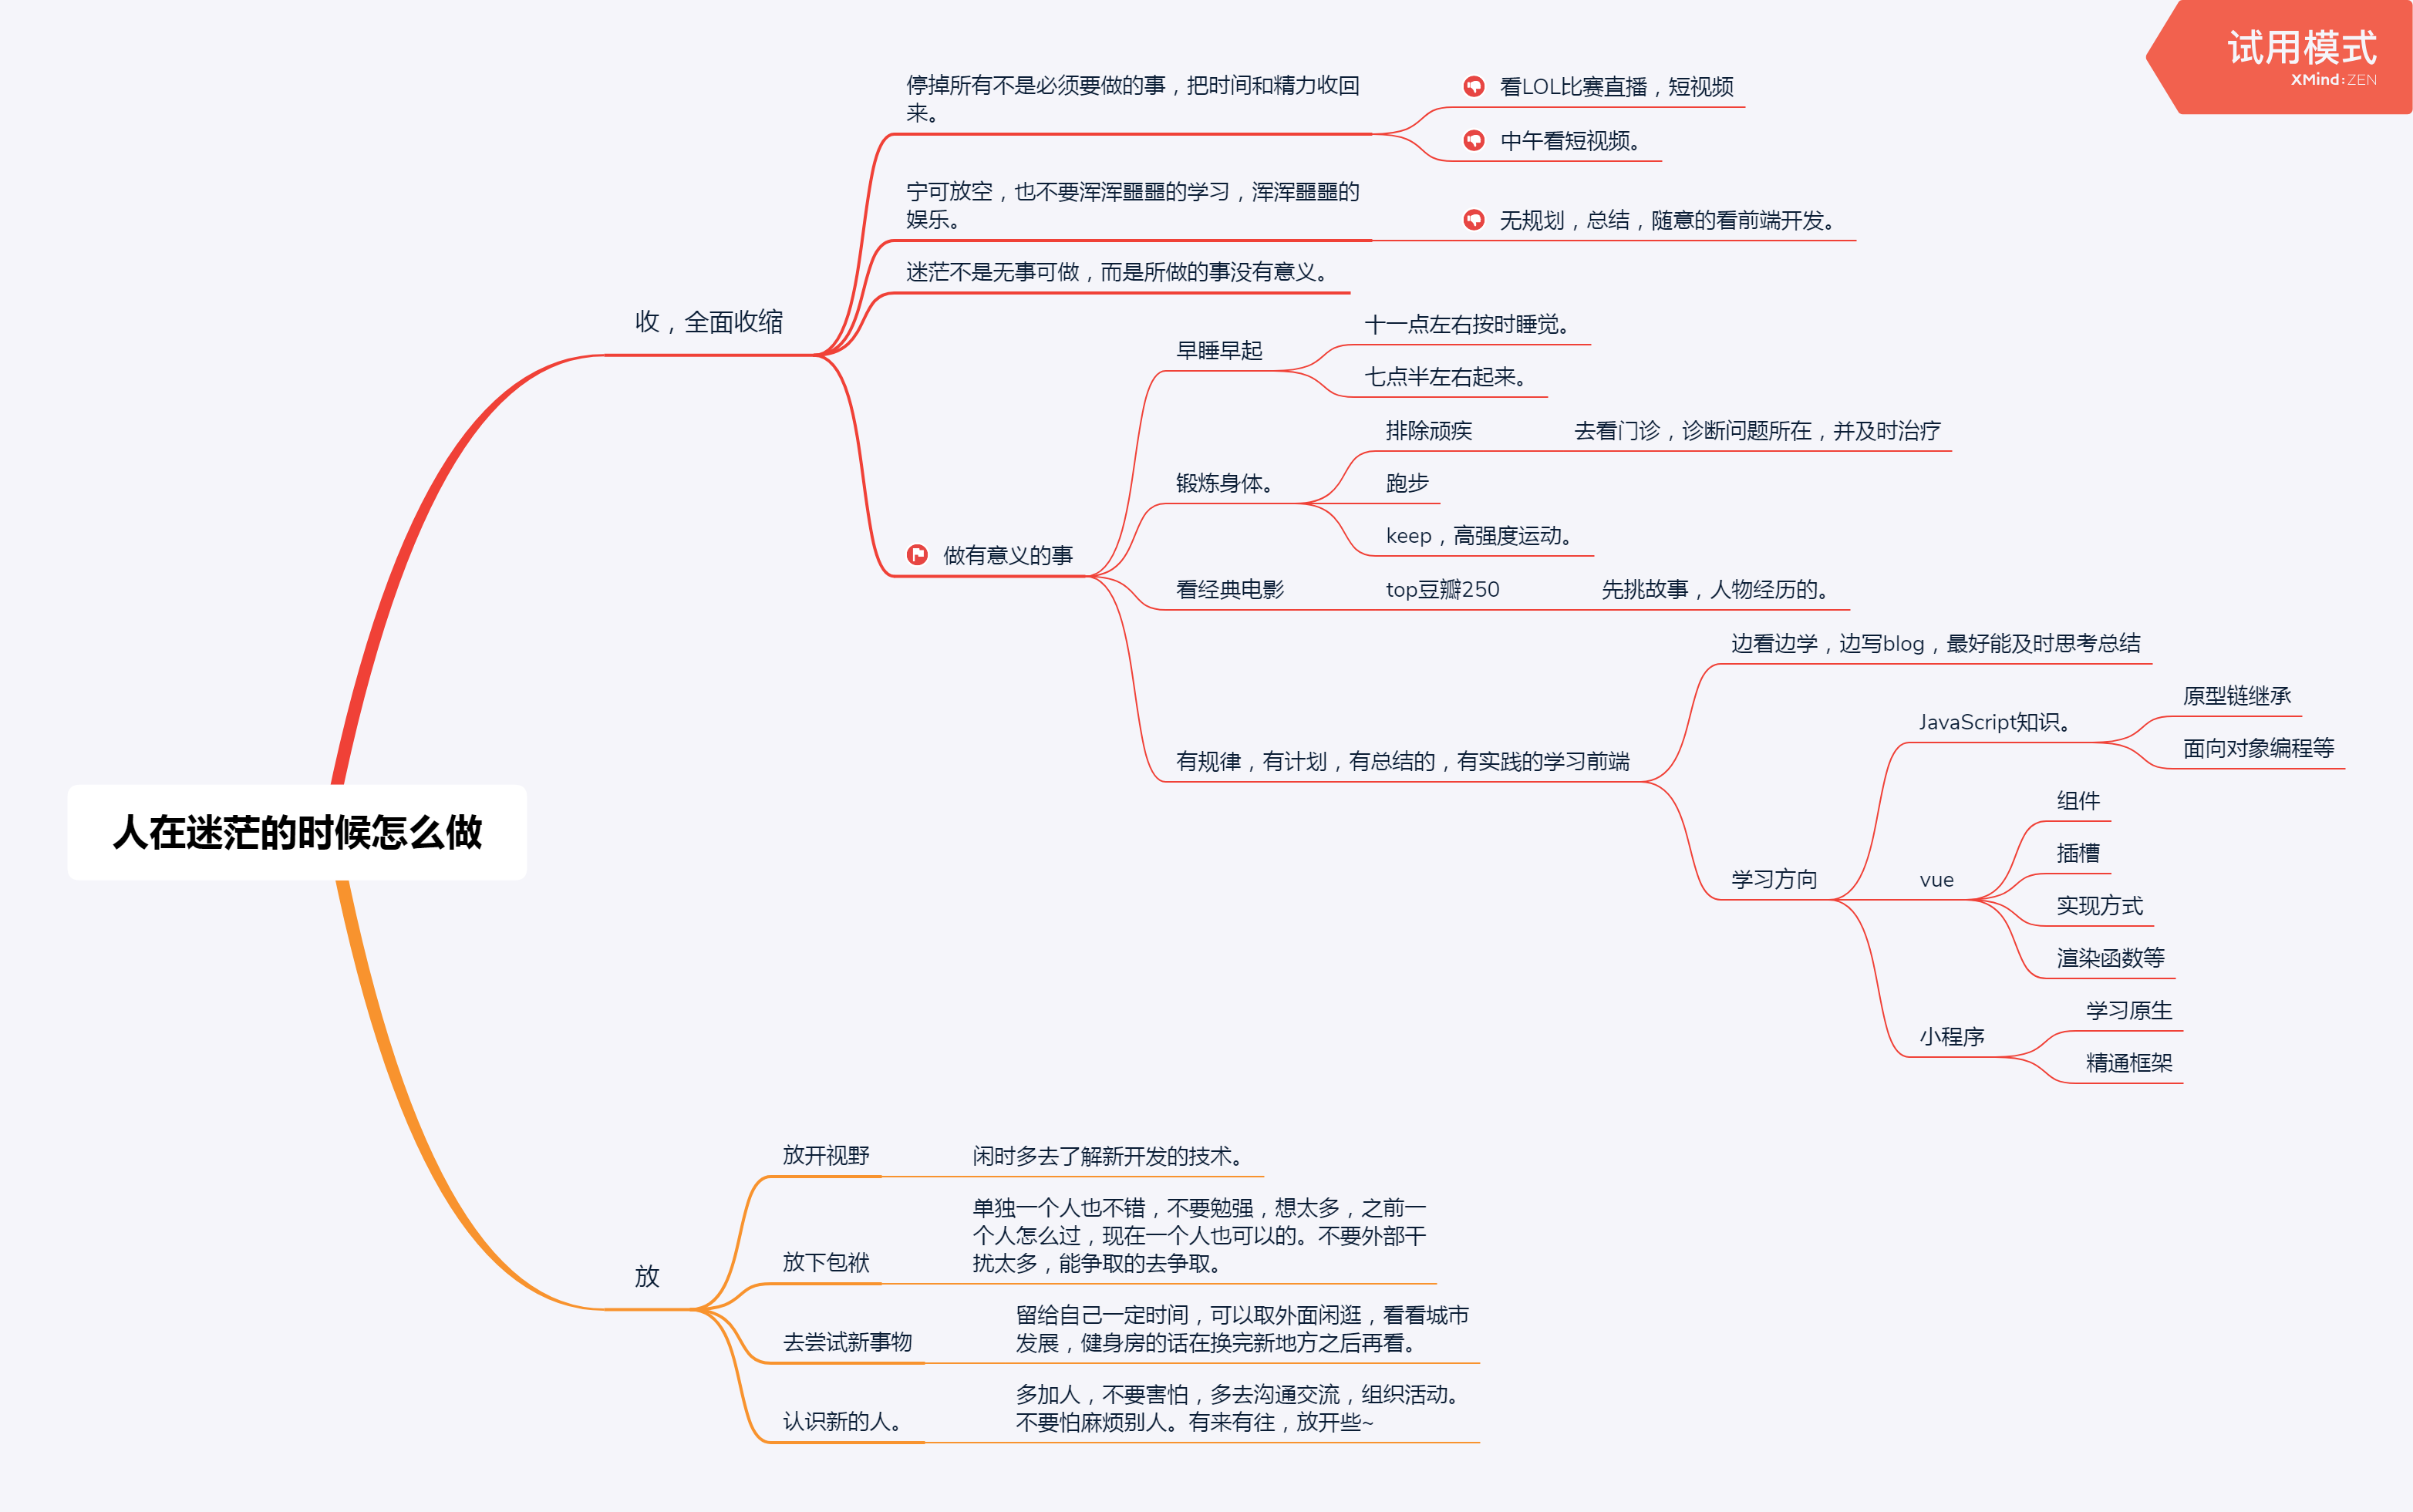 试用模式
XMind:ZEN
人在迷茫的时候怎么做
收，全面收缩
停掉所有不是必须要做的事，把时间和精力收回
来。
看LOL比赛直播，短视频
中午看短视频。
宁可放空，也不要浑浑噩噩的学习，浑浑噩噩的
娱乐。
无规划，总结，随意的看前端开发。
迷茫不是无事可做，而是所做的事没有意义。
做有意义的事
早睡早起
十一点左右按时睡觉。
七点半左右起来。
锻炼身体。
排除顽疾
去看门诊，诊断问题所在，并及时治疗
跑步
keep，高强度运动。
看经典电影
top豆瓣250
先挑故事，人物经历的。
有规律，有计划，有总结的，有实践的学习前端
边看边学，边写blog，最好能及时思考总结
学习方向
JavaScript知识。
原型链继承
面向对象编程等
vue
组件
插槽
实现方式
渲染函数等
小程序
学习原生
精通框架
放
放开视野
闲时多去了解新开发的技术。
放下包袱
单独一个人也不错，不要勉强，想太多，之前一
个人怎么过，现在一个人也可以的。不要外部干
扰太多，能争取的去争取。
去尝试新事物
留给自己一定时间，可以取外面闲逛，看看城市
发展，健身房的话在换完新地方之后再看。
认识新的人。
多加人，不要害怕，多去沟通交流，组织活动。
不要怕麻烦别人。有来有往，放开些~